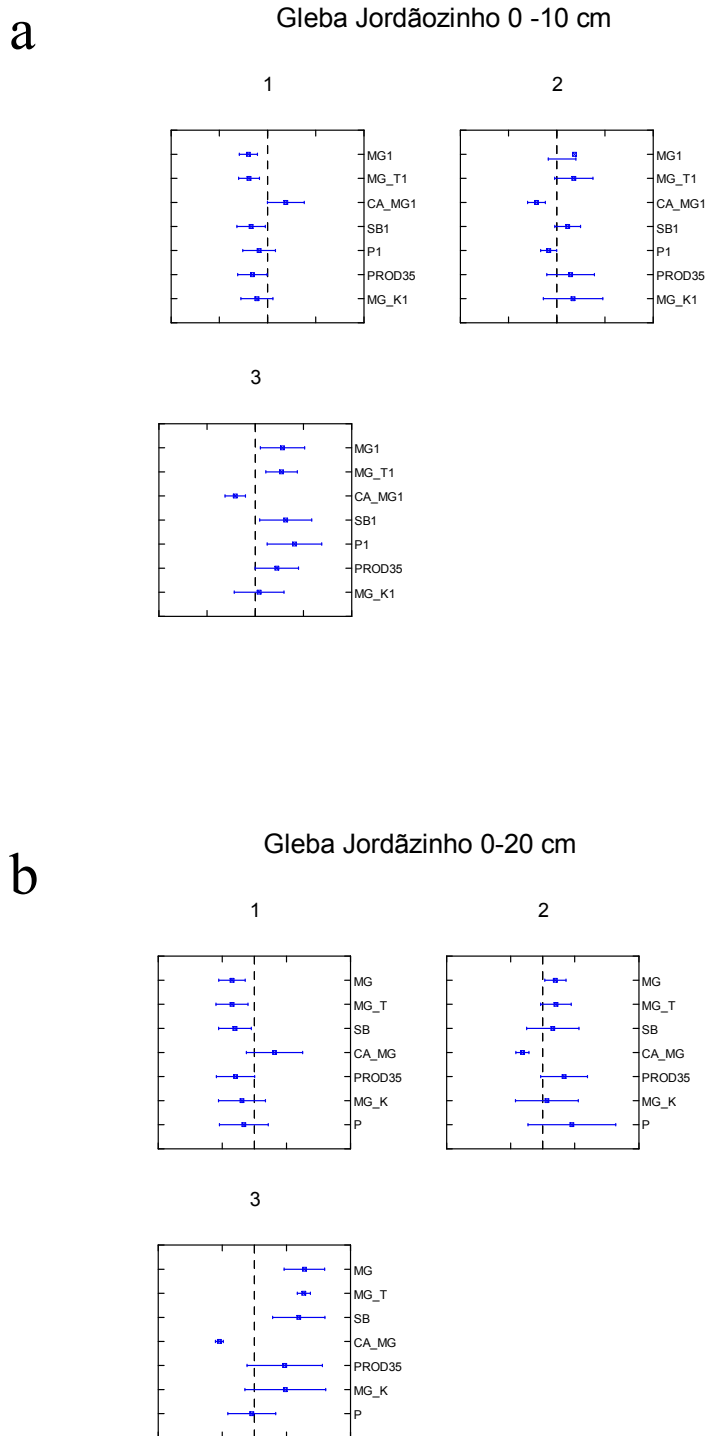 a
Gleba Jordãozinho 0 -10 cm
1
MG1
MG_T1
CA_MG1
SB1
P1
PROD35
MG_K1
2
MG1
MG_T1
CA_MG1
SB1
P1
PROD35
MG_K1
3
MG1
MG_T1
CA_MG1
SB1
P1
PROD35
MG_K1
b
Gleba Jordãzinho 0-20 cm
1
MG
MG_T
SB
CA_MG
PROD35
MG_K
P
2
MG
MG_T
SB
CA_MG
PROD35
MG_K
P
3
MG
MG_T
SB
CA_MG
PROD35
MG_K
P